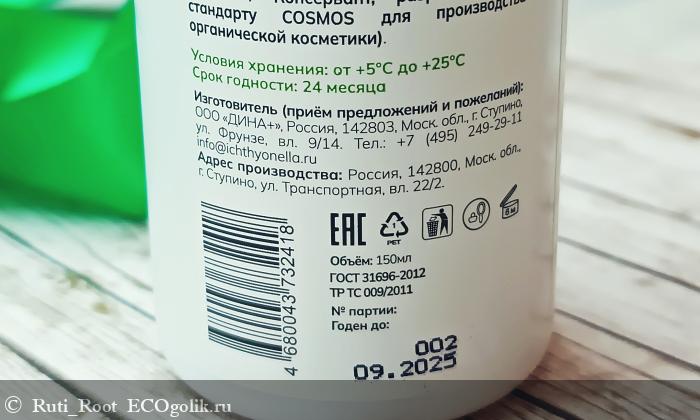 Консервант,
стандарту COSMOS для производства
органической косметики).
Условия хранения: от +5°C до +25°C
Срок годности: 24 месяца
Изготовитель (приём предложений и пожеланий):
ООО «ДИНА+», Россия, 142803, Моск. обл., г. Ступино,
ул. Фрунзе, вл. 9/14. Тел.: +7 (495) 249-29-11
info@ichthyonella.ru
Адрес производства: Россия, 142800, Моск. обл.,
г. Ступино, ул. Транспортная, вл. 22/2.
4 680043 732418
EAC
PET
6 M
Объём: 150мл
ГОСТ 31696-2012
ТР ТС 009/2011
№ партии:
Годен до:
002
09.2025
© Ruti_Root ECOgolik.ru